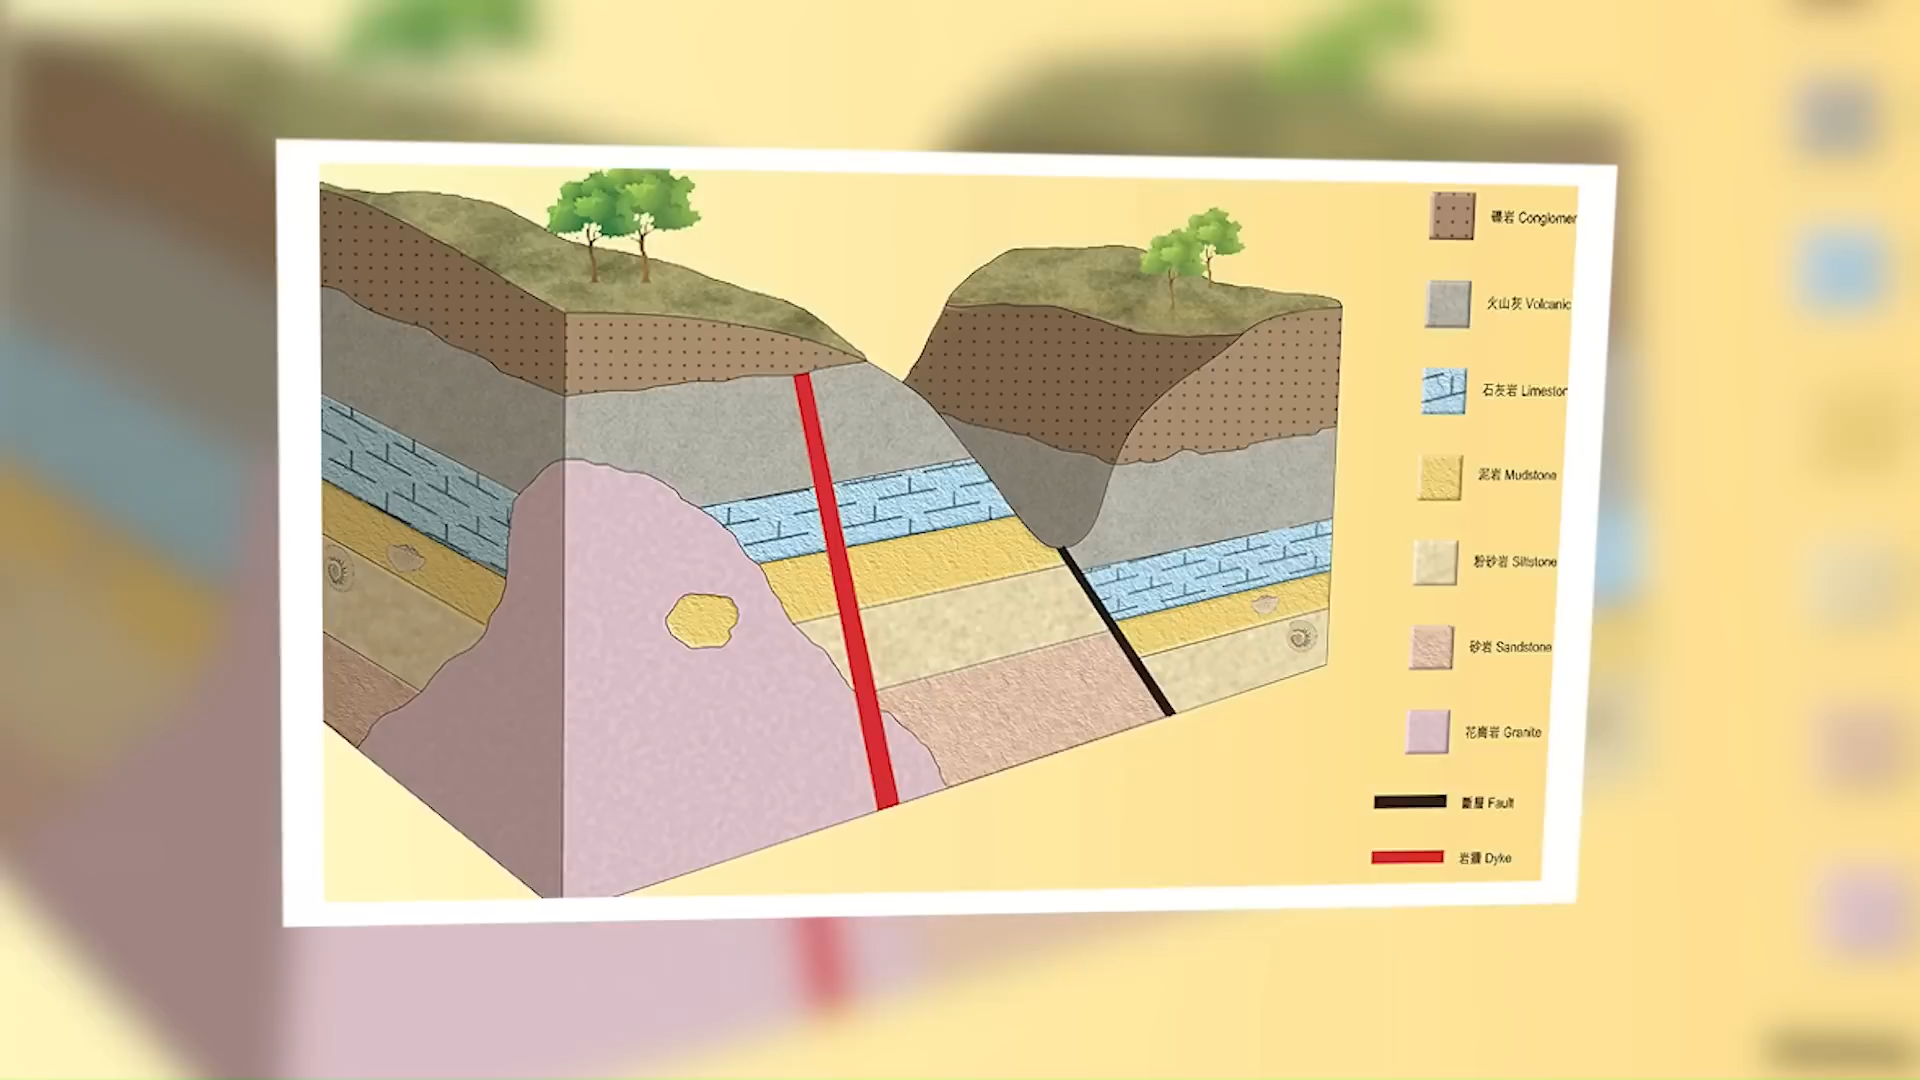 礫岩 Conglomer
火山灰 Volcanic
石灰岩 Limeston
泥岩 Mudstone
粉砂岩 Siltstone
砂岩 Sandstone
花崗岩 Granite
斷層 Fault
岩牆 Dyke